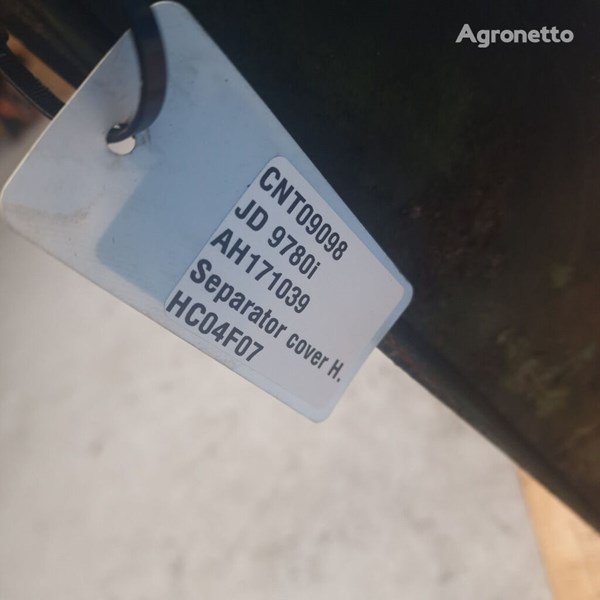 Agronetto
CNT09098
JD 9780i
AH171039
Separator cover H.
HC04F07